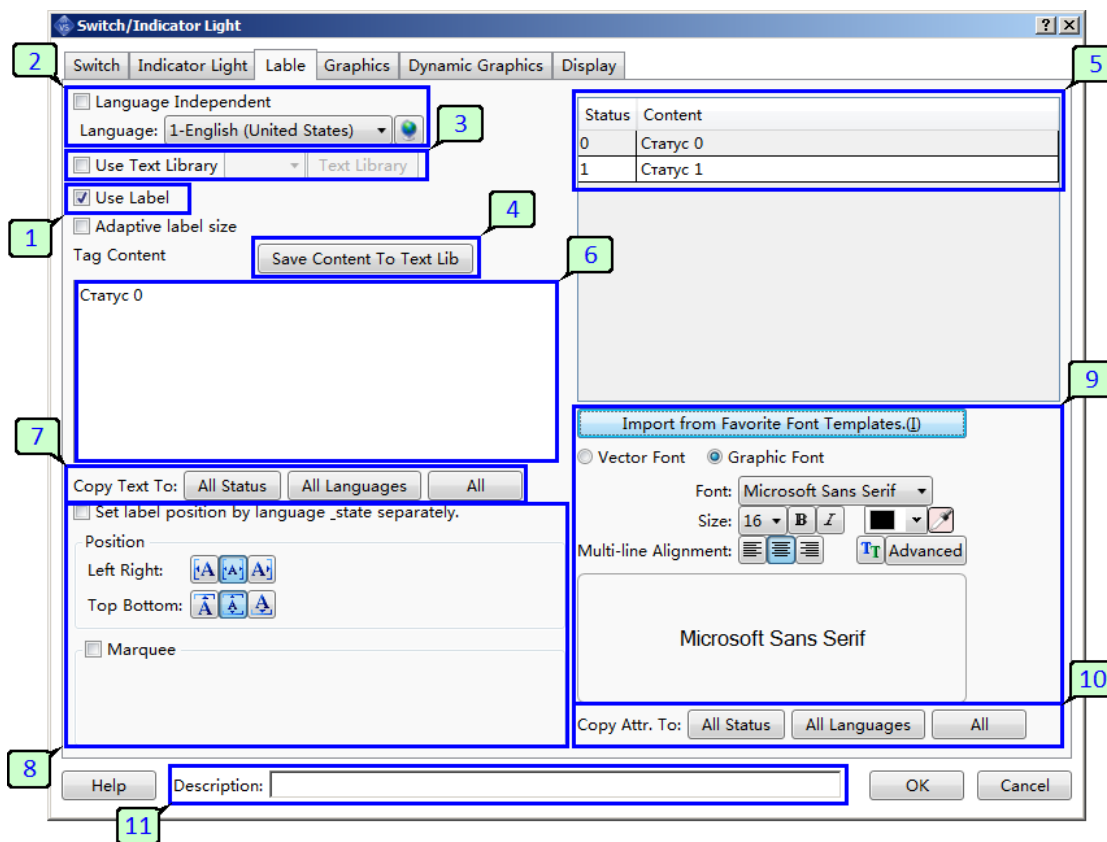 Switch/Indicator Light
Switch Indicator Light Lable Graphics Dynamic Graphics Display
2
5
Language Independent
Language: 1-English (United States)
3
Use Text Library Text Library
Use Label
1
Adaptive label size
4
Tag Content
Save Content To Text Lib
6
Статус 0
Status Content
0 Статус 0
1 Статус 1
7
Copy Text To: All Status All Languages All
Set label position by language _state separately.
Position
Left Right: A A A
Top Bottom: A A A
Marquee
8
9
Import from Favorite Font Templates.(I)
Vector Font Graphic Font
Font: Microsoft Sans Serif
Size: 16 B I
Multi-line Alignment: TT Advanced
Microsoft Sans Serif
10
Copy Attr. To: All Status All Languages All
Help Description: OK Cancel
11